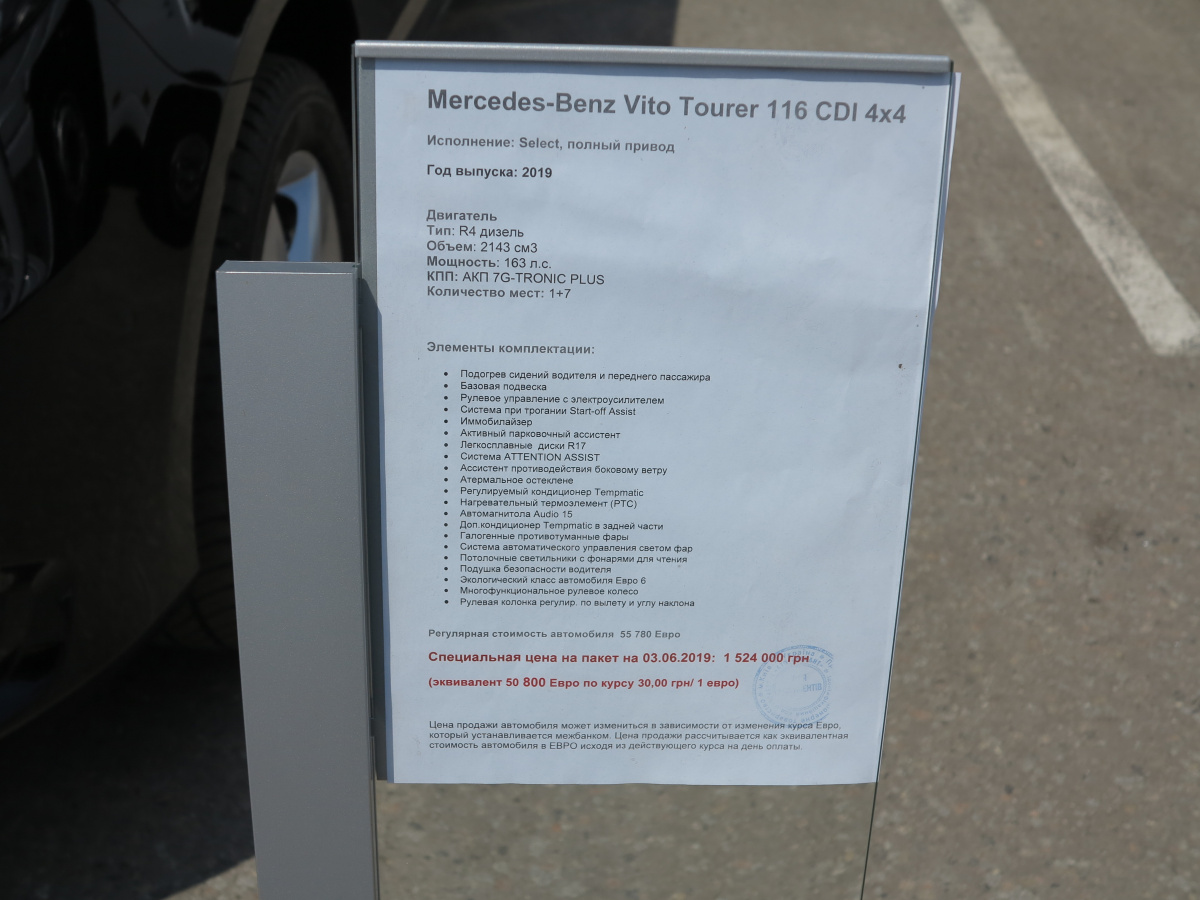 Mercedes-Benz Vito Tourer 116 CDI 4x4
Исполнение: Select, полный привод
Год выпуска: 2019
Двигатель
Тип: R4 дизель
Объем: 2143 см3
Мощность: 163 л.с.
КПП: АКП 7G-TRONIC PLUS
Количество мест: 1+7
Элементы комплектации:
• Подогрев сидений водителя и переднего пассажира
• Базовая подвеска
• Рулевое управление с электроусилителем
• Система при трогании Start-off Assist
• Иммобилайзер
• Активный парковочный ассистент
• Легкосплавные диски R17
• Система ATTENTION ASSIST
• Ассистент противодействия боковому ветру
• Атермальное остеклене
• Регулируемый кондиционер Tempmatic
• Нагревательный термоэлемент (PTC)
• Автомагнитола Audio 15
• Доп.кондиционер Tempmatic в задней части
• Галогенные противотуманные фары
• Система автоматического управления светом фар
• Потолочные светильники с фонарями для чтения
• Подушка безопасности водителя
• Экологический класс автомобиля Евро 6
• Многофункциональное рулевое колесо
• Рулевая колонка регулир. по вылету и углу наклона
Регулярная стоимость автомобиля 55 780 Евро
Специальная цена на пакет на 03.06.2019: 1 524 000 грн
(эквивалент 50 800 Евро по курсу 30,00 грн/ 1 евро)
Цена продажи автомобиля может измениться в зависимости от изменения курса Евро,
который устанавливается межбанком. Цена продажи рассчитывается как эквивалентная
стоимость автомобиля в ЕВРО исходя из действующего курса на день оплаты.